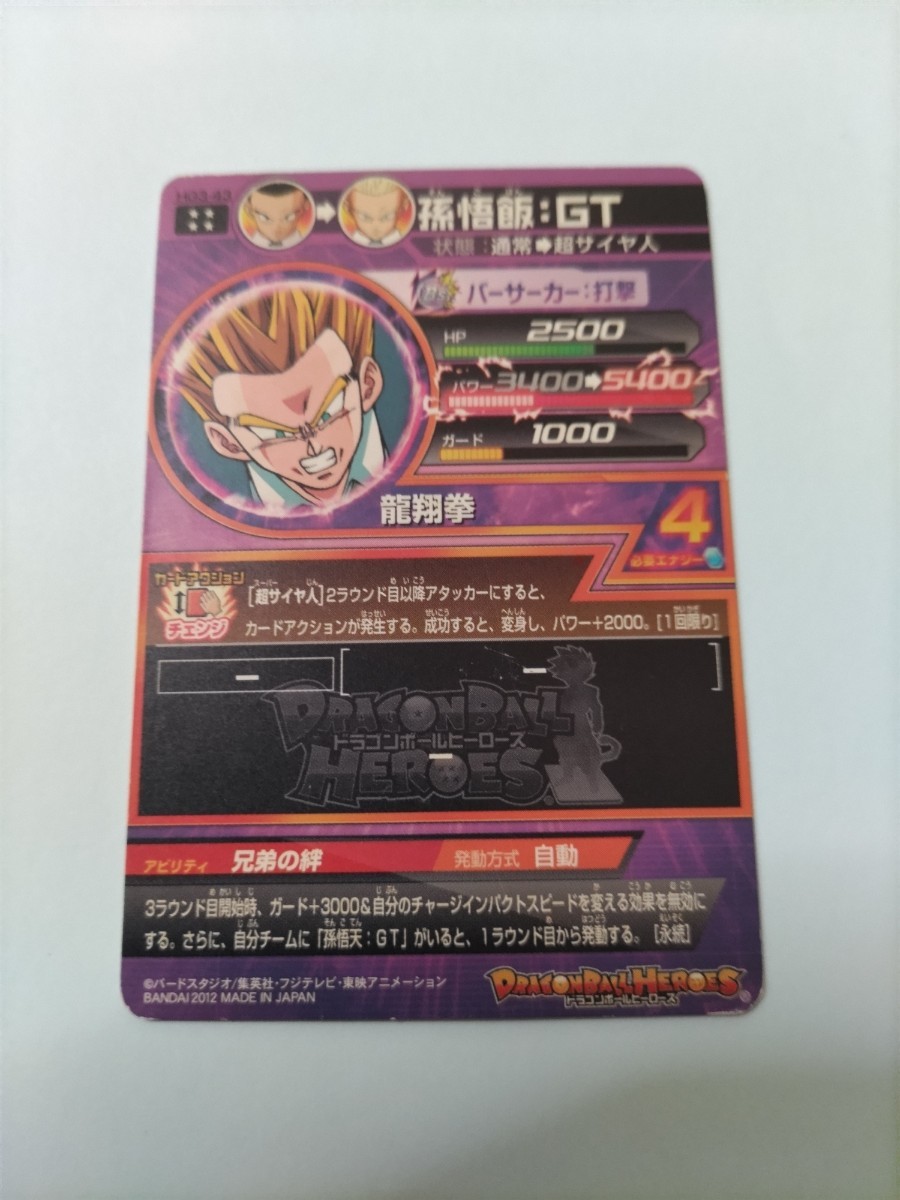 HG3-43
孫悟飯:GT
状態:通常➡超サイヤ人
バーサーカー:打撃
HP 2500
パワー 3400➡5400
ガード 1000
龍翔拳
4
必要エナジー
カードアクション
チェンジ
[超サイヤ人]2ラウンド目以降アタッカーにすると、
カードアクションが発生する。成功すると、変身し、パワー+2000。[1回限り]
DRAGONBALL
ドラゴンボールヒーローズ
HEROES
アビリティ 兄弟の絆 発動方式 自動
3ラウンド目開始時、ガード+3000&自分のチャージインパクトスピードを変える効果を無効に
する。さらに、自分チームに「孫悟天:GT」がいると、1ラウンド目から発動する。 [永続]
©バードスタジオ/集英社・フジテレビ・東映アニメーション
BANDAI 2012 MADE IN JAPAN
DRAGONBALL HEROES
ドラゴンボールヒーローズ